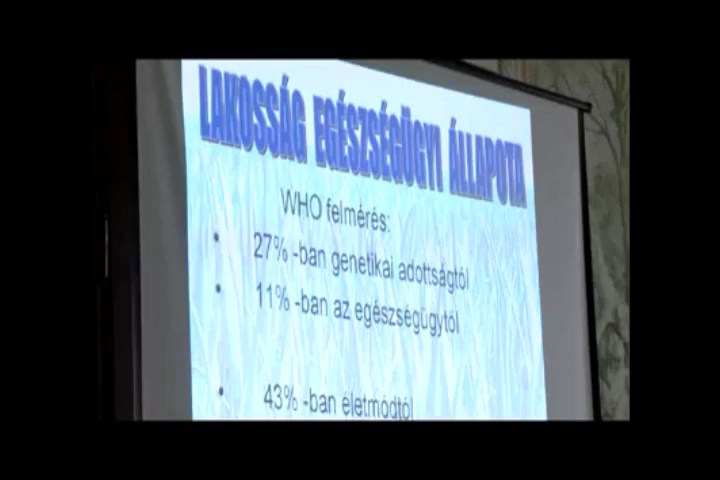 LAKOSSÁG EGÉSZSÉGÜGYI ÁLLAPOTA
WHO felmérés:
• 27% -ban genetikai adottságtól
• 11% -ban az egészségügytől
• 43% -ban életmódtól